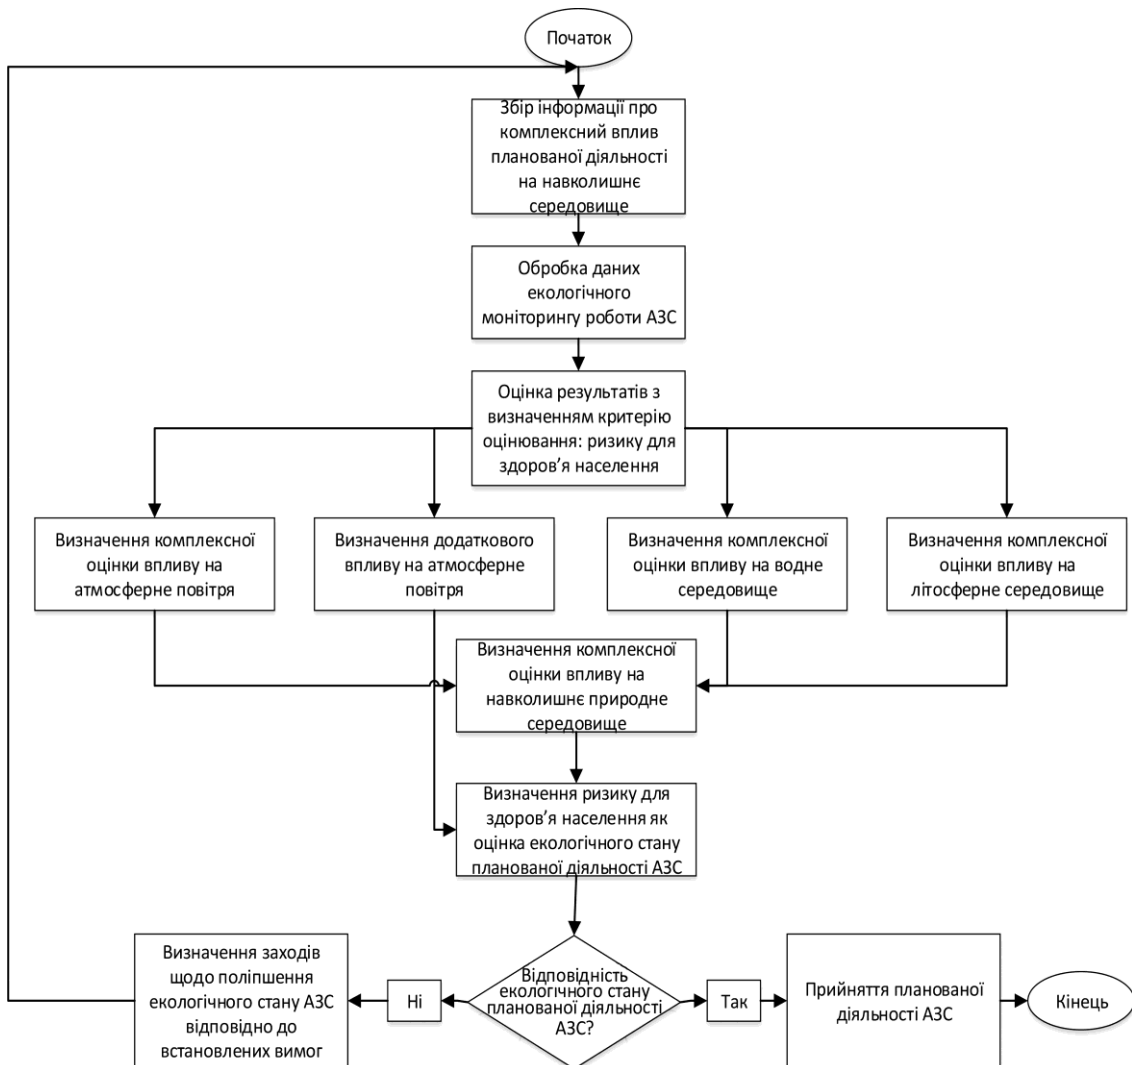 Початок
Збір інформації про
комплексний вплив
планованої діяльності
на навколишнє
середовище
Обробка даних
екологічного
моніторингу роботи АЗС
Оцінка результатів з
визначенням критерію
оцінювання: ризику для
здоров’я населення
Визначення комплексної
оцінки впливу на
атмосферне повітря
Визначення додаткового
впливу на атмосферне
повітря
Визначення комплексної
оцінки впливу на водне
середовище
Визначення комплексної
оцінки впливу на
літосферне середовище
Визначення комплексної
оцінки впливу на
навколишнє природне
середовище
Визначення ризику для
здоров’я населення як
оцінка екологічного стану
планованої діяльності АЗС
Визначення заходів
щодо поліпшення
екологічного стану АЗС
відповідно до
встановлених вимог
Ні
Відповідність
екологічного стану
планованої діяльності
АЗС?
Так
Прийняття планованої
діяльності АЗС
Кінець